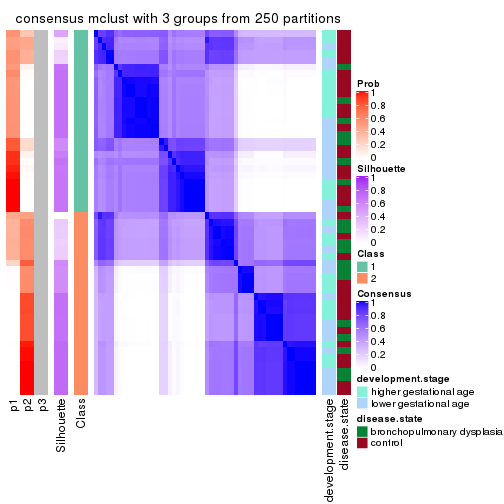 consensus mclust with 3 groups from 250 partitions
Prob
1
0.8
0.6
0.4
0.2
0
Silhouette
1
0.8
0.6
0.4
0.2
0
Class
1
2
Consensus
1
0.8
0.6
0.4
0.2
0
development.stage
higher gestational age
lower gestational age
disease.state
bronchopulmonary dysplasia
control
p1
p2
p3
Silhouette
Class
development.stage
disease.state